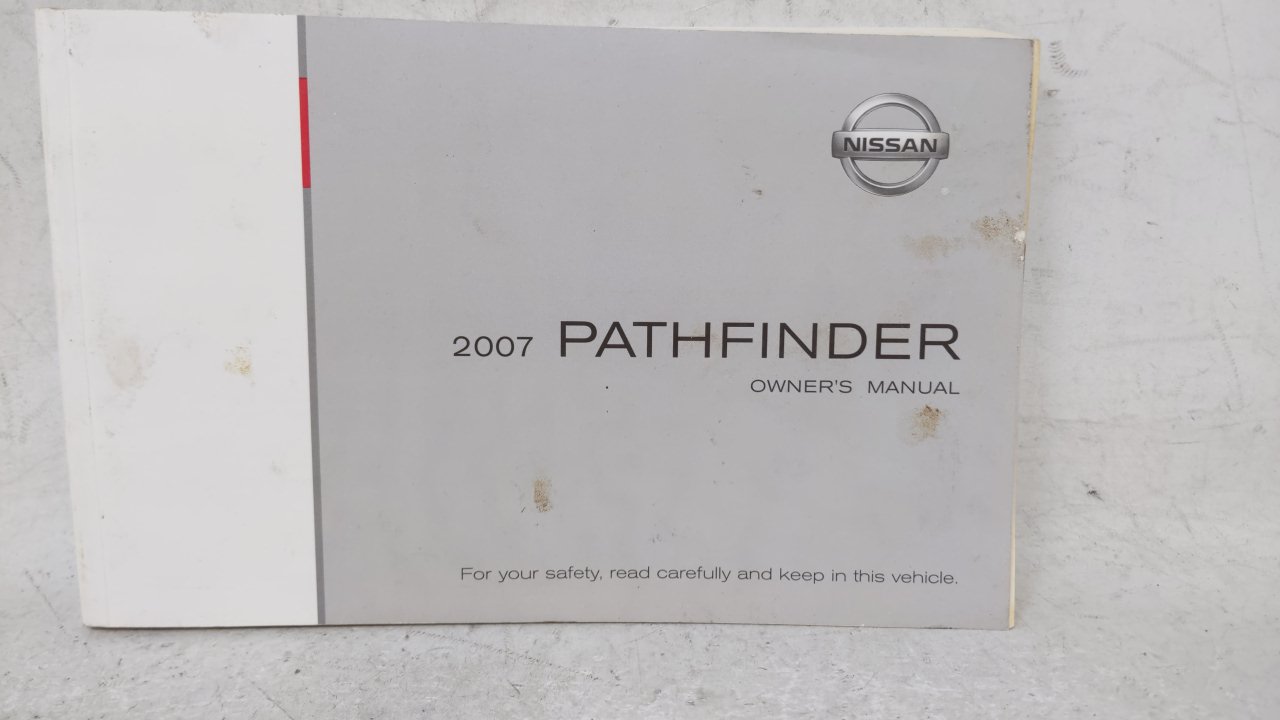 NISSAN
2007 PATHFINDER
OWNER'S MANUAL
For your safety, read carefully and keep in this vehicle.